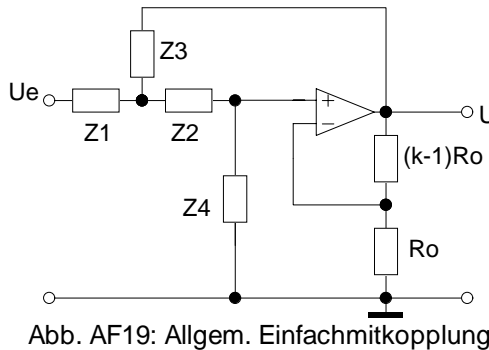 Z3
Ue
U
Z1
Z2
+
−
(k-1)Ro
Z4
Ro
Abb. AF19: Allgem. Einfachmitkopplung